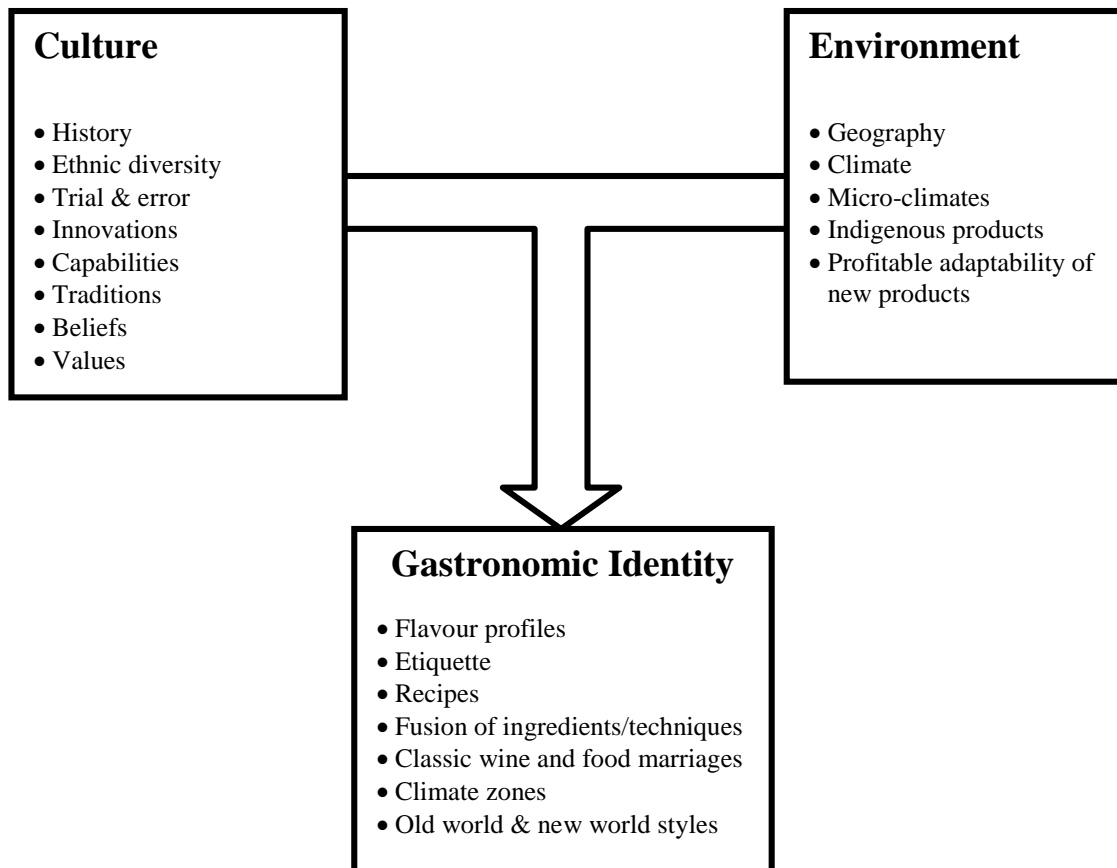 Culture
• History
• Ethnic diversity
• Trial & error
• Innovations
• Capabilities
• Traditions
• Beliefs
• Values
Environment
• Geography
• Climate
• Micro-climates
• Indigenous products
• Profitable adaptability of
new products
Gastronomic Identity
• Flavour profiles
• Etiquette
• Recipes
• Fusion of ingredients/techniques
• Classic wine and food marriages
• Climate zones
• Old world & new world styles